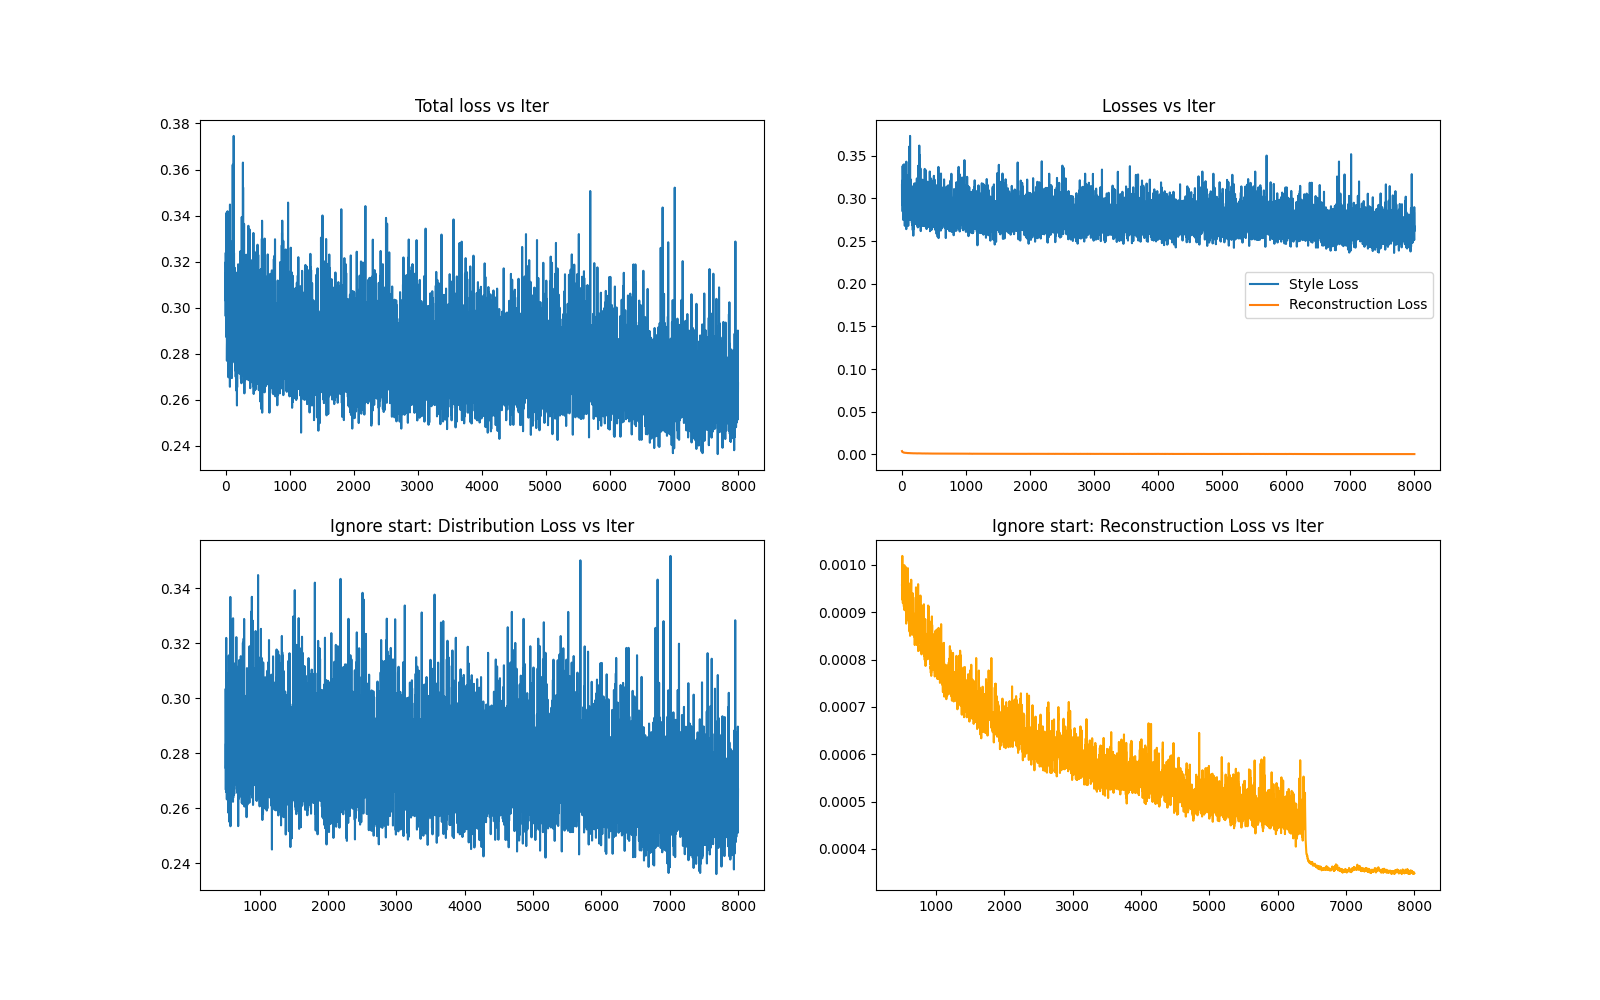 Total loss vs Iter
0.38
0.36
0.34
0.32
0.30
0.28
0.26
0.24
0 1000 2000 3000 4000 5000 6000 7000 8000
Losses vs Iter
0.35
0.30
0.25
0.20
0.15
0.10
0.05
0.00
Style Loss
Reconstruction Loss
0 1000 2000 3000 4000 5000 6000 7000 8000
Ignore start: Distribution Loss vs Iter
0.34
0.32
0.30
0.28
0.26
0.24
1000 2000 3000 4000 5000 6000 7000 8000
Ignore start: Reconstruction Loss vs Iter
0.0010
0.0009
0.0008
0.0007
0.0006
0.0005
0.0004
1000 2000 3000 4000 5000 6000 7000 8000